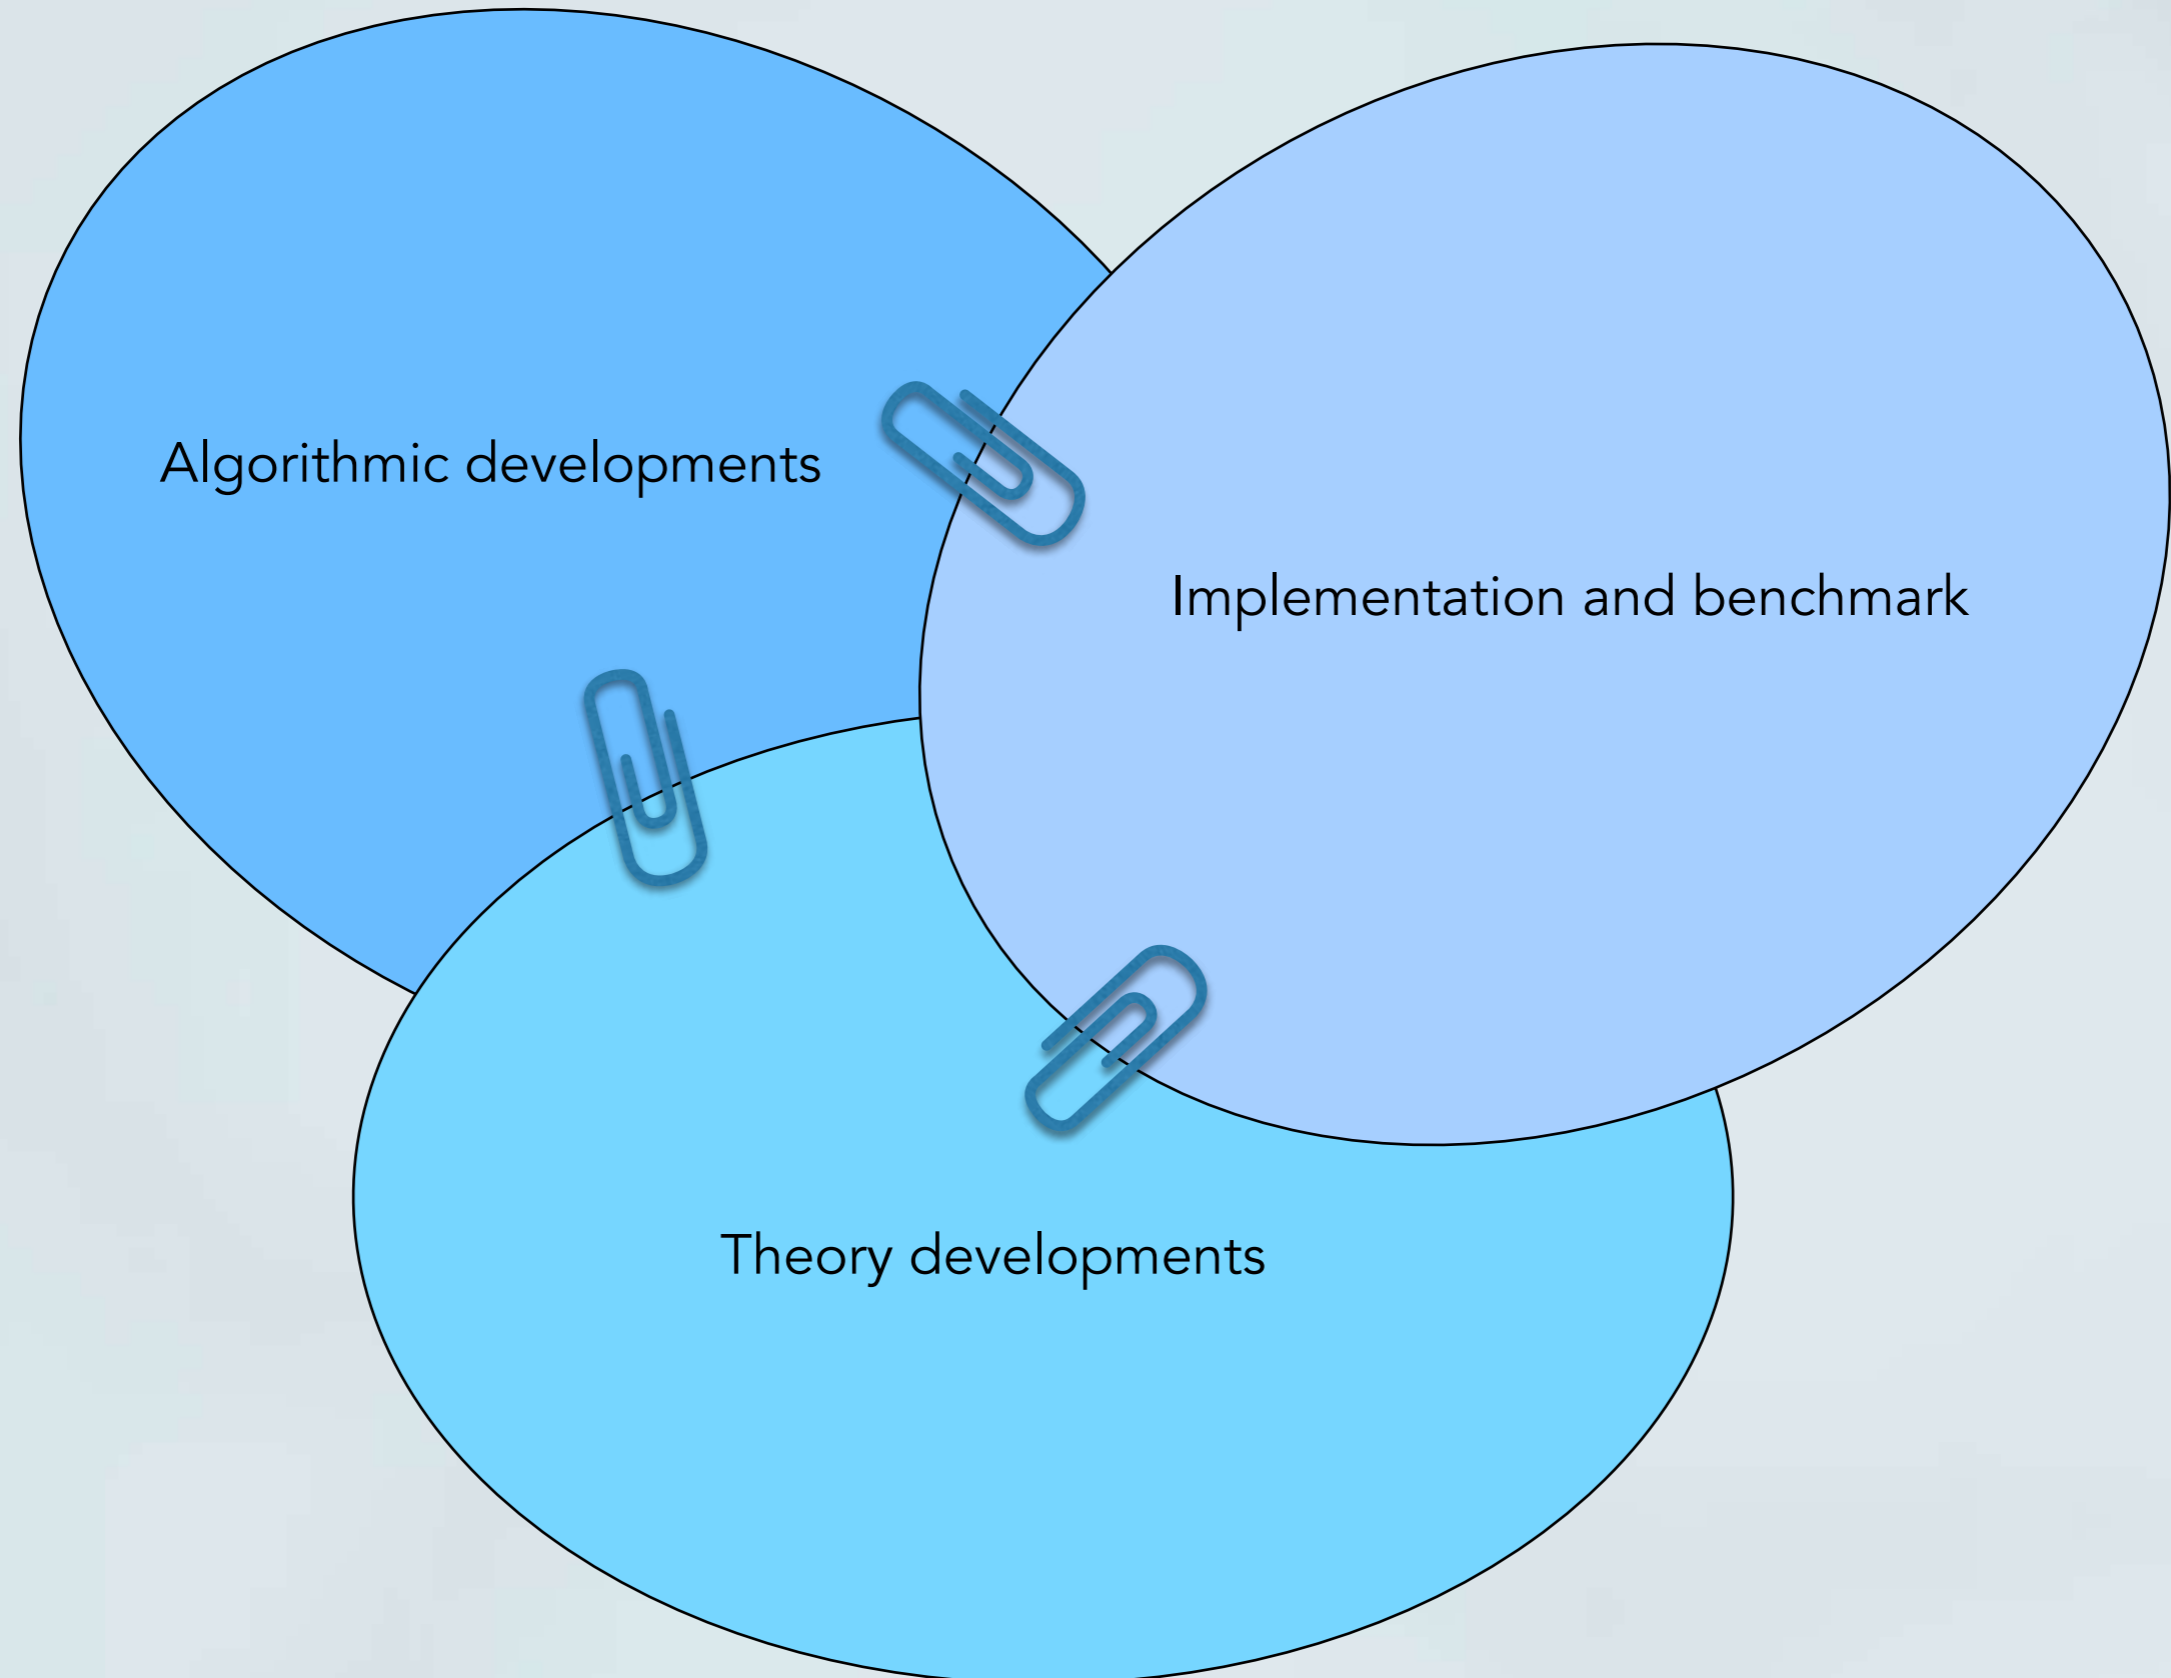 Algorithmic developments
Implementation and benchmark
Theory developments